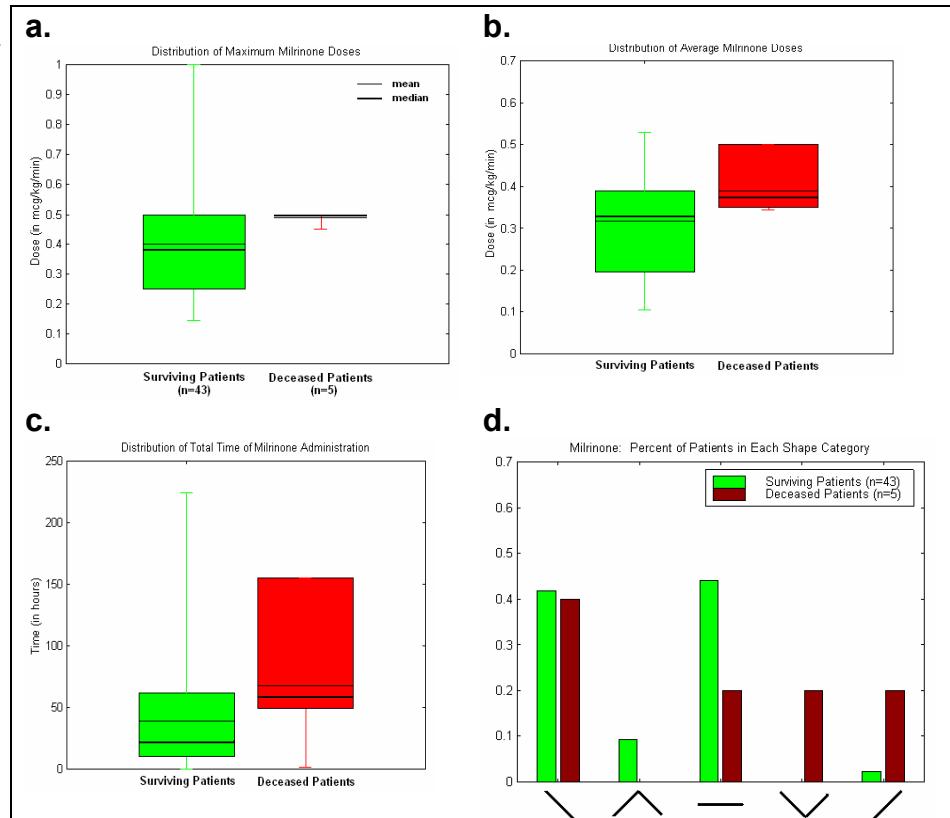 a.
Distribution of Maximum Milrinone Doses
1
0.9
0.8
0.7
0.6
0.5
0.4
0.3
0.2
0.1
0
Dose (in mcg/kg/min)
mean
median
Surviving Patients
(n=43)
Deceased Patients
(n=5)
b.
Distribution of Average Milrinone Doses
0.7
0.6
0.5
0.4
0.3
0.2
0.1
0
Dose (in mcg/kg/min)
Surviving Patients
Deceased Patients
c.
Distribution of Total Time of Milrinone Administration
250
200
150
100
50
0
Time (in hours)
Surviving Patients
Deceased Patients
d.
Milrinone: Percent of Patients in Each Shape Category
0.7
0.6
0.5
0.4
0.3
0.2
0.1
0
Surviving Patients (n=43)
Deceased Patients (n=5)